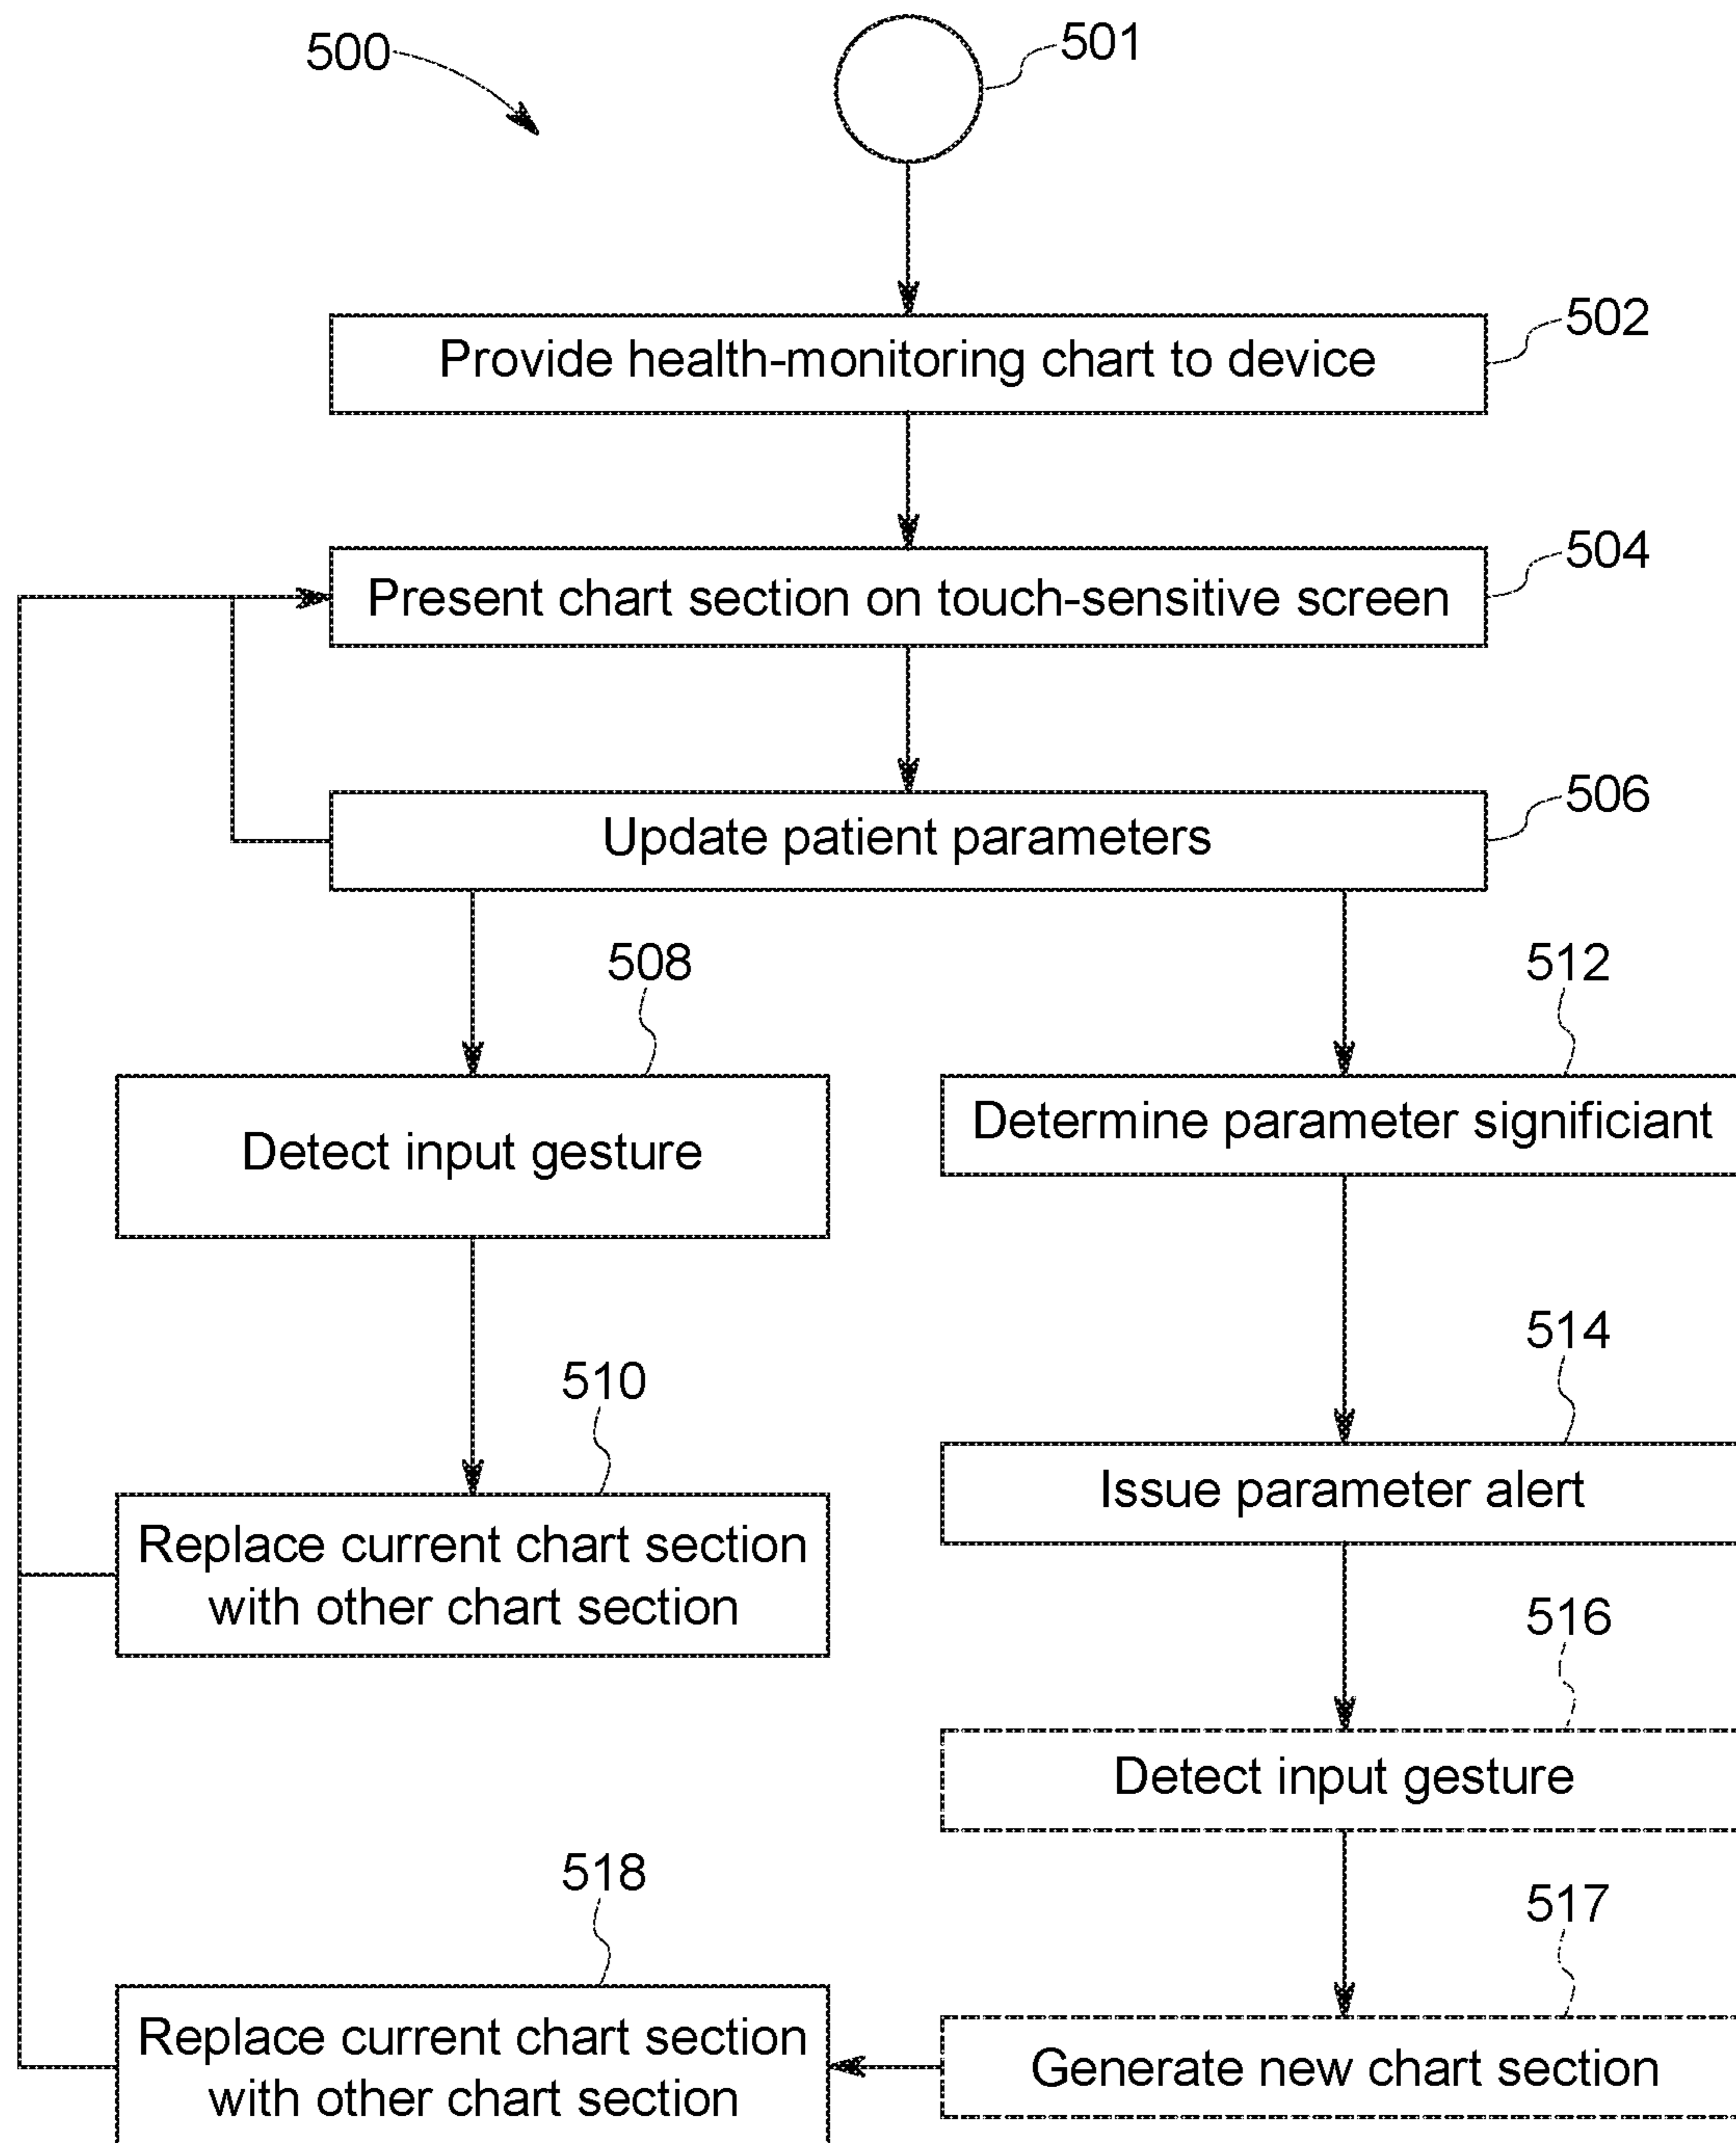 500
501
Provide health-monitoring chart to device
502
Present chart section on touch-sensitive screen
504
Update patient parameters
506
508
512
Detect input gesture
Determine parameter significiant
510
514
Replace current chart section
with other chart section
Issue parameter alert
516
Detect input gesture
518
517
Replace current chart section
with other chart section
Generate new chart section